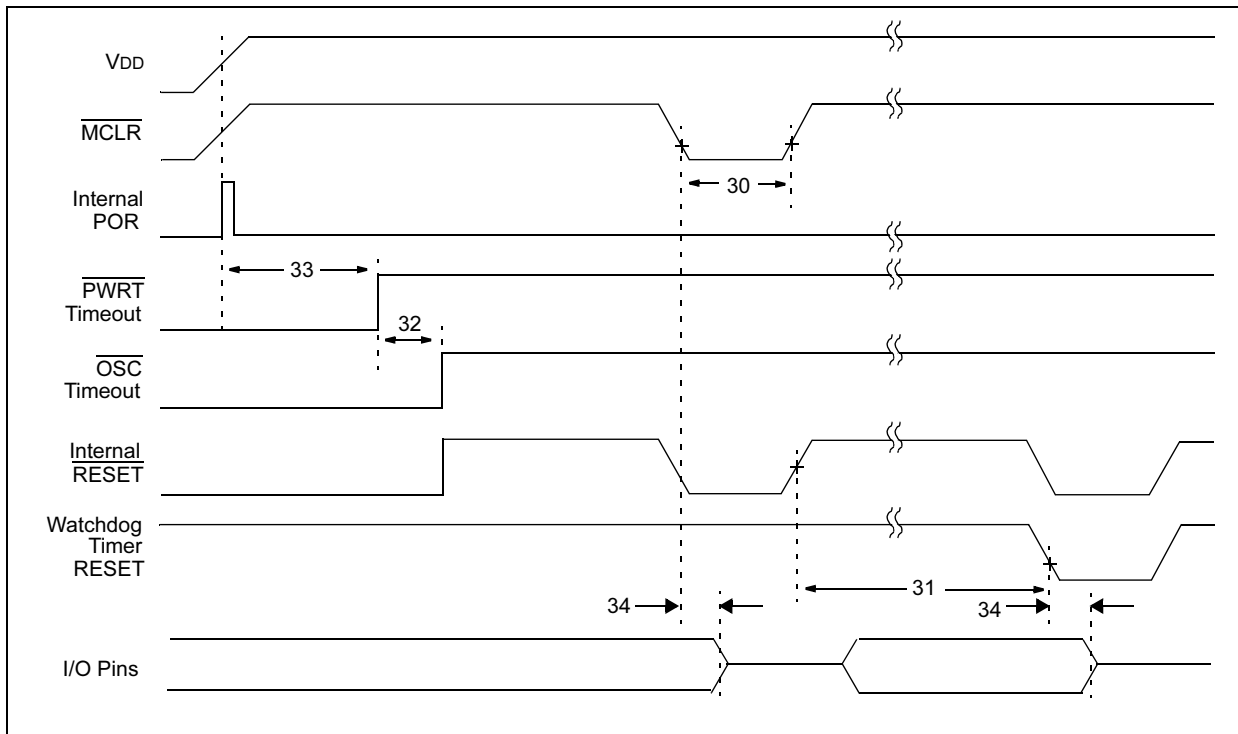 VDD
MCLR
30
Internal
POR
33
PWRT
Timeout
32
OSC
Timeout
Internal
RESET
Watchdog
Timer
RESET
31
34
34
I/O Pins